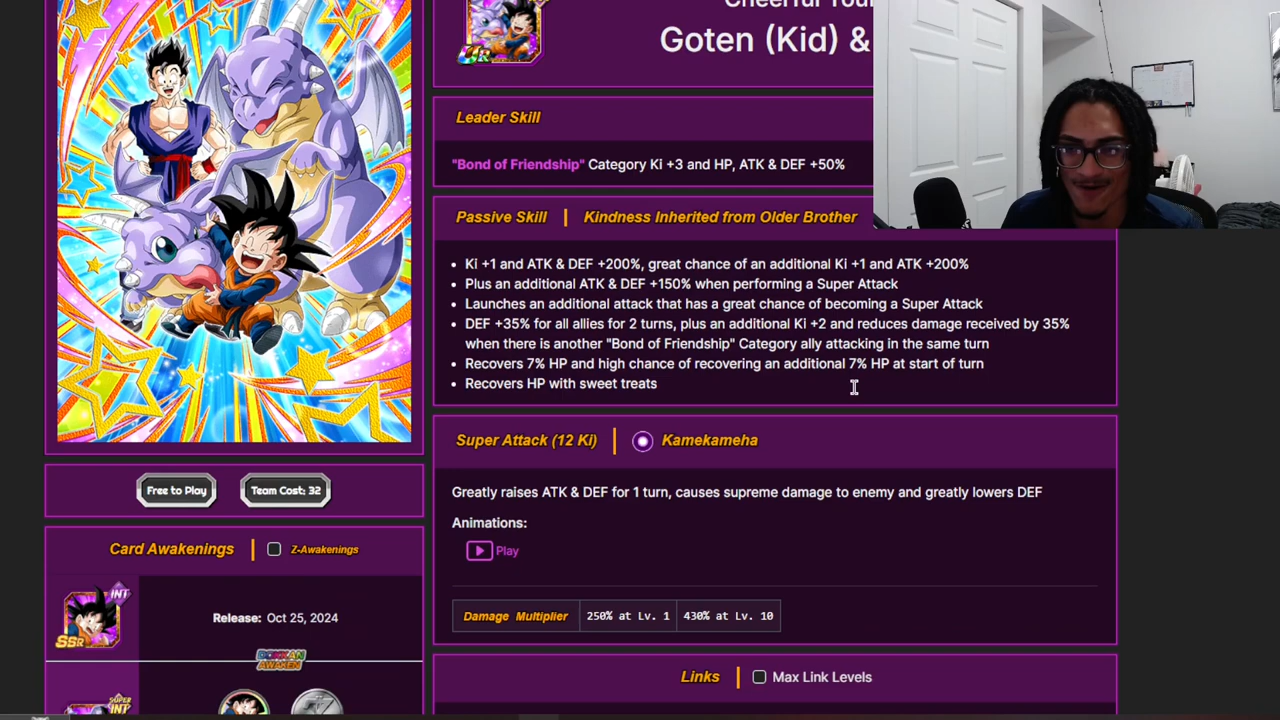 Cheerful
Goten (Kid) &
UR
Leader Skill
"Bond of Friendship" Category Ki +3 and HP, ATK & DEF +50%
Passive Skill | Kindness Inherited from Older Brother
• Ki +1 and ATK & DEF +200%, great chance of an additional Ki +1 and ATK +200%
• Plus an additional ATK & DEF +150% when performing a Super Attack
• Launches an additional attack that has a great chance of becoming a Super Attack
• DEF +35% for all allies for 2 turns, plus an additional Ki +2 and reduces damage received by 35%
when there is another "Bond of Friendship" Category ally attacking in the same turn
• Recovers 7% HP and high chance of recovering an additional 7% HP at start of turn
• Recovers HP with sweet treats
Super Attack (12 Ki) | Kamekameha
Greatly raises ATK & DEF for 1 turn, causes supreme damage to enemy and greatly lowers DEF
Animations:
Play
Damage Multiplier 250% at Lv. 1 430% at Lv. 10
Links | Max Link Levels
Free to Play Team Cost: 32
Card Awakenings | Z-Awakenings
INT
SSR
Release: Oct 25, 2024
DOKKAN
AWAKEN
SUPER
INT
Z